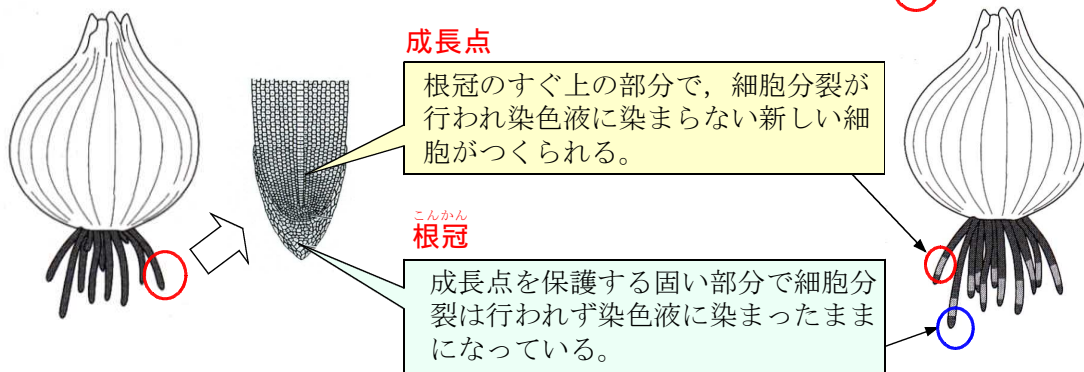 成長点
根冠のすぐ上の部分で，細胞分裂が
行われ染色液に染まらない新しい細
胞がつくられる。
こんかん
根冠
成長点を保護する固い部分で細胞分
裂は行われず染色液に染まったまま
になっている。